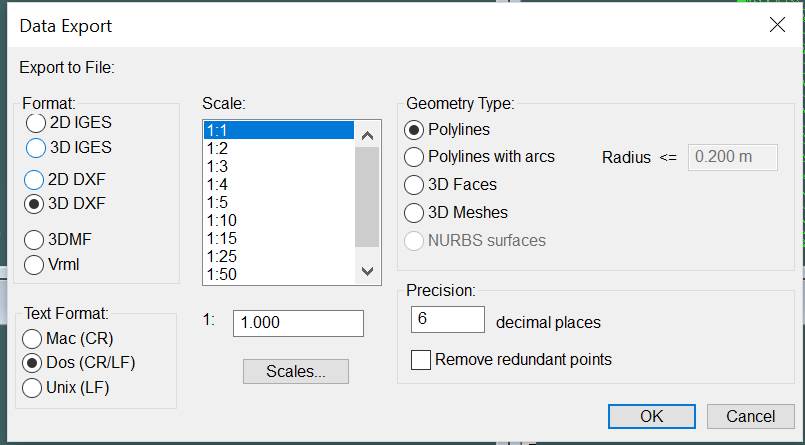 Data Export
Export to File:
Format:
2D IGES
3D IGES
2D DXF
3D DXF
3DMF
Vrml
Text Format:
Mac (CR)
Dos (CR/LF)
Unix (LF)
Scale:
1:1
1:2
1:3
1:4
1:5
1:10
1:15
1:25
1:50
1: 1.000
Scales...
Geometry Type:
Polylines
Polylines with arcs Radius <= 0.200 m
3D Faces
3D Meshes
NURBS surfaces
Precision:
6 decimal places
Remove redundant points
OK Cancel